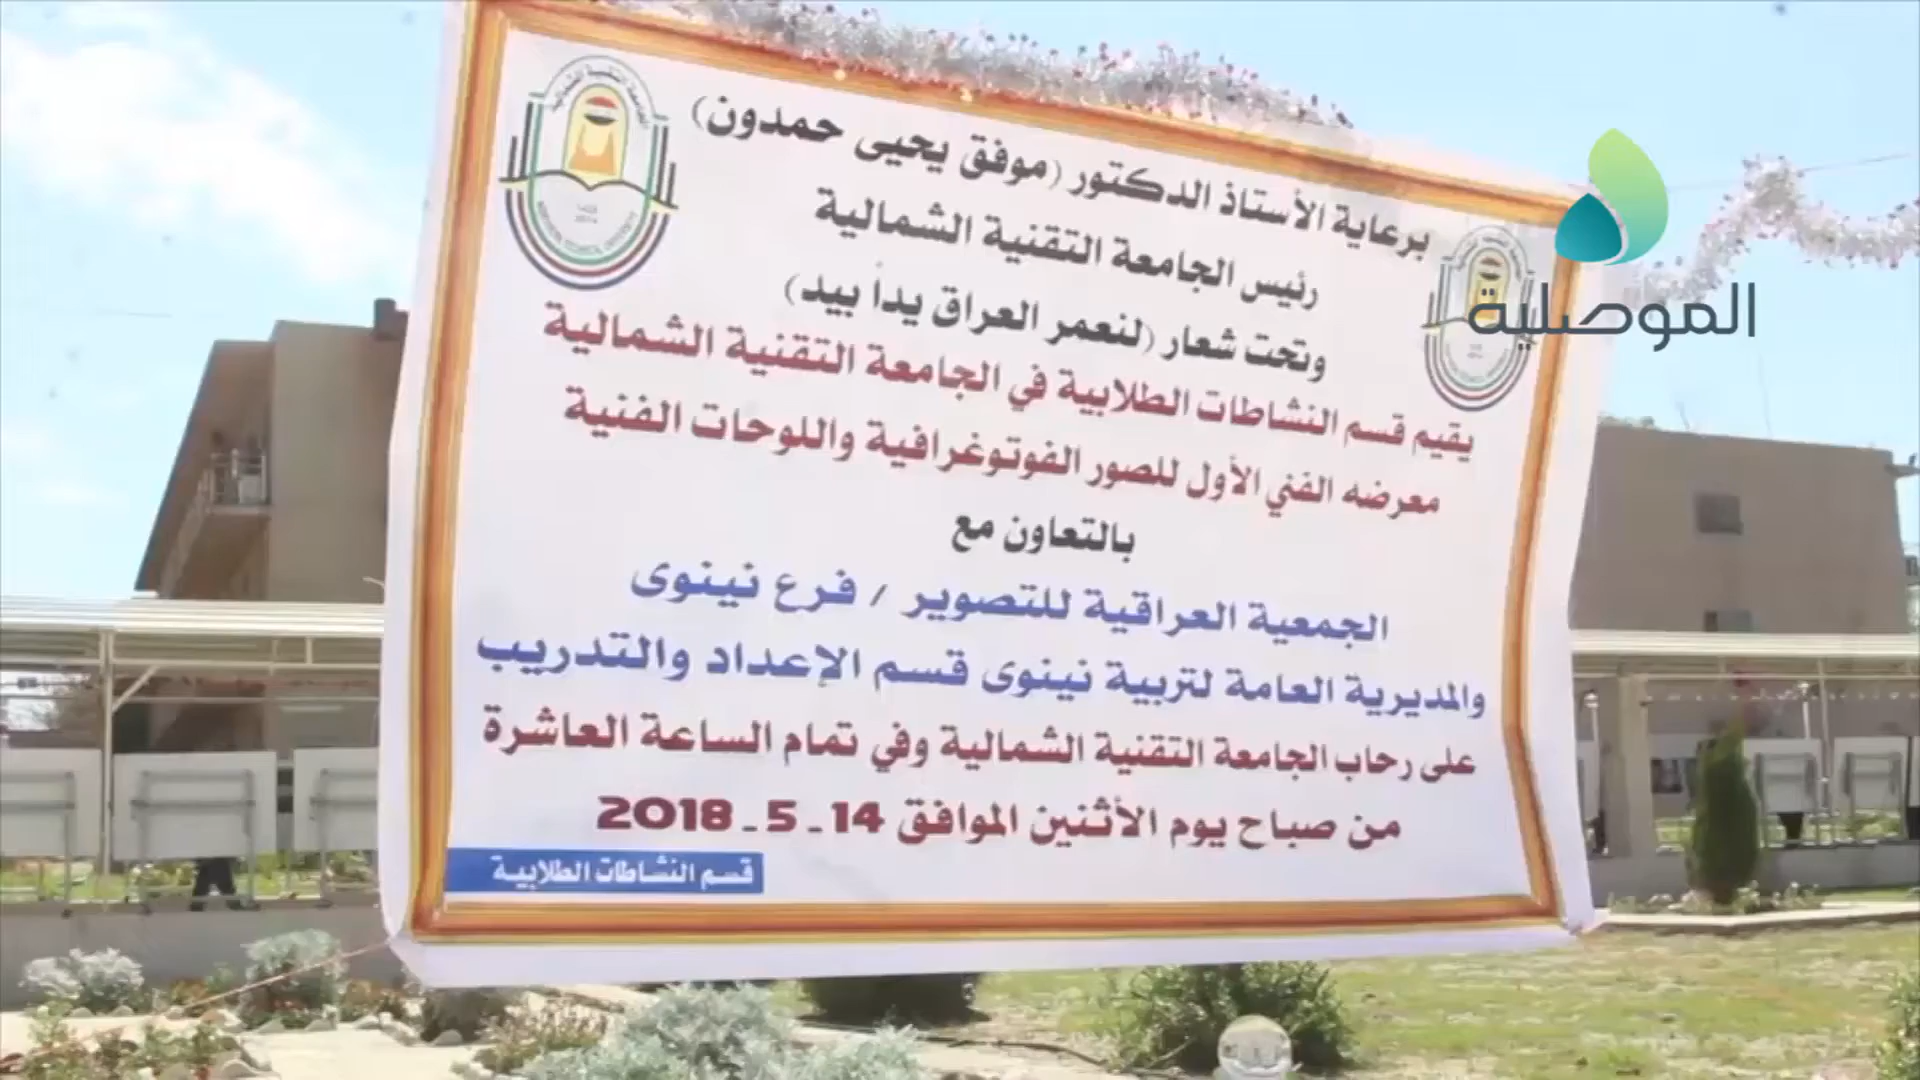 برعاية الأستاذ الدكتور (موفق يحيى حمدون)
رئيس الجامعة التقنية الشمالية
وتحت شعار (لنعمر العراق يداً بيد)
يقيم قسم النشاطات الطلابية في الجامعة التقنية الشمالية
معرضه الفني الأول للصور الفوتوغرافية واللوحات الفنية
بالتعاون مع
الجمعية العراقية للتصوير / فرع نينوى
والمديرية العامة لتربية نينوى قسم الإعداد والتدريب
على رحاب الجامعة التقنية الشمالية وفي تمام الساعة العاشرة
من صباح يوم الأثنين الموافق 14 - 5 - 2018
قسم النشاطات الطلابية
الموصلية